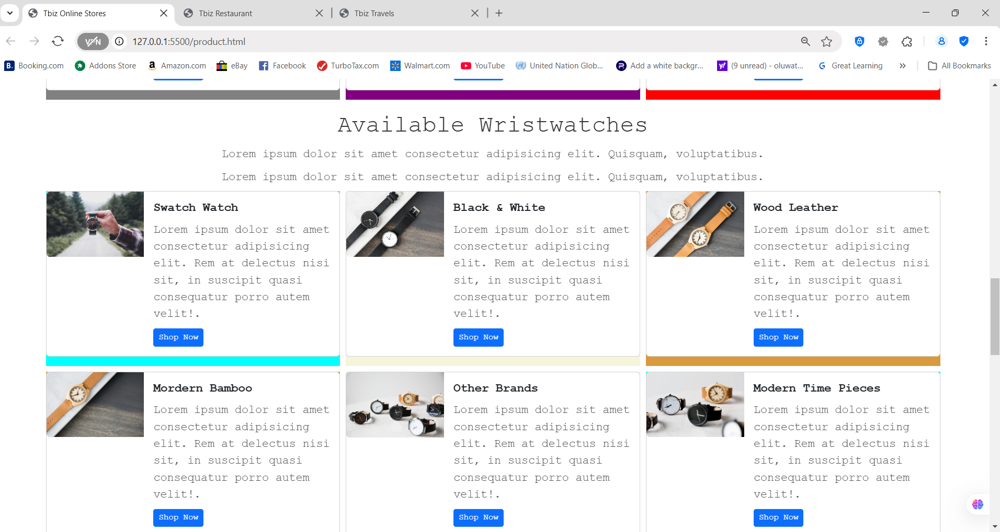 Tbiz Online Stores
Tbiz Restaurant
Tbiz Travels
VPN
127.0.0.1:5500/product.html
Booking.com
Addons Store
Amazon.com
eBay
Facebook
TurboTax.com
Walmart.com
YouTube
United Nation Glob...
Add a white backgr...
(9 unread) - oluwat...
Great Learning
All Bookmarks
Available Wristwatches
Lorem ipsum dolor sit amet consectetur adipisicing elit. Quisquam, voluptatibus.
Lorem ipsum dolor sit amet consectetur adipisicing elit. Quisquam, voluptatibus.
Swatch Watch
Lorem ipsum dolor sit amet
consectetur adipisicing
elit. Rem at delectus nisi
sit, in suscipit quasi
consequatur porro autem
velit!.
Shop Now
Black & White
Lorem ipsum dolor sit amet
consectetur adipisicing
elit. Rem at delectus nisi
sit, in suscipit quasi
consequatur porro autem
velit!.
Shop Now
Wood Leather
Lorem ipsum dolor sit amet
consectetur adipisicing
elit. Rem at delectus nisi
sit, in suscipit quasi
consequatur porro autem
velit!.
Shop Now
Mordern Bamboo
Lorem ipsum dolor sit amet
consectetur adipisicing
elit. Rem at delectus nisi
sit, in suscipit quasi
consequatur porro autem
velit!.
Shop Now
Other Brands
Lorem ipsum dolor sit amet
consectetur adipisicing
elit. Rem at delectus nisi
sit, in suscipit quasi
consequatur porro autem
velit!.
Shop Now
Modern Time Pieces
Lorem ipsum dolor sit amet
consectetur adipisicing
elit. Rem at delectus nisi
sit, in suscipit quasi
consequatur porro autem
velit!.
Shop Now